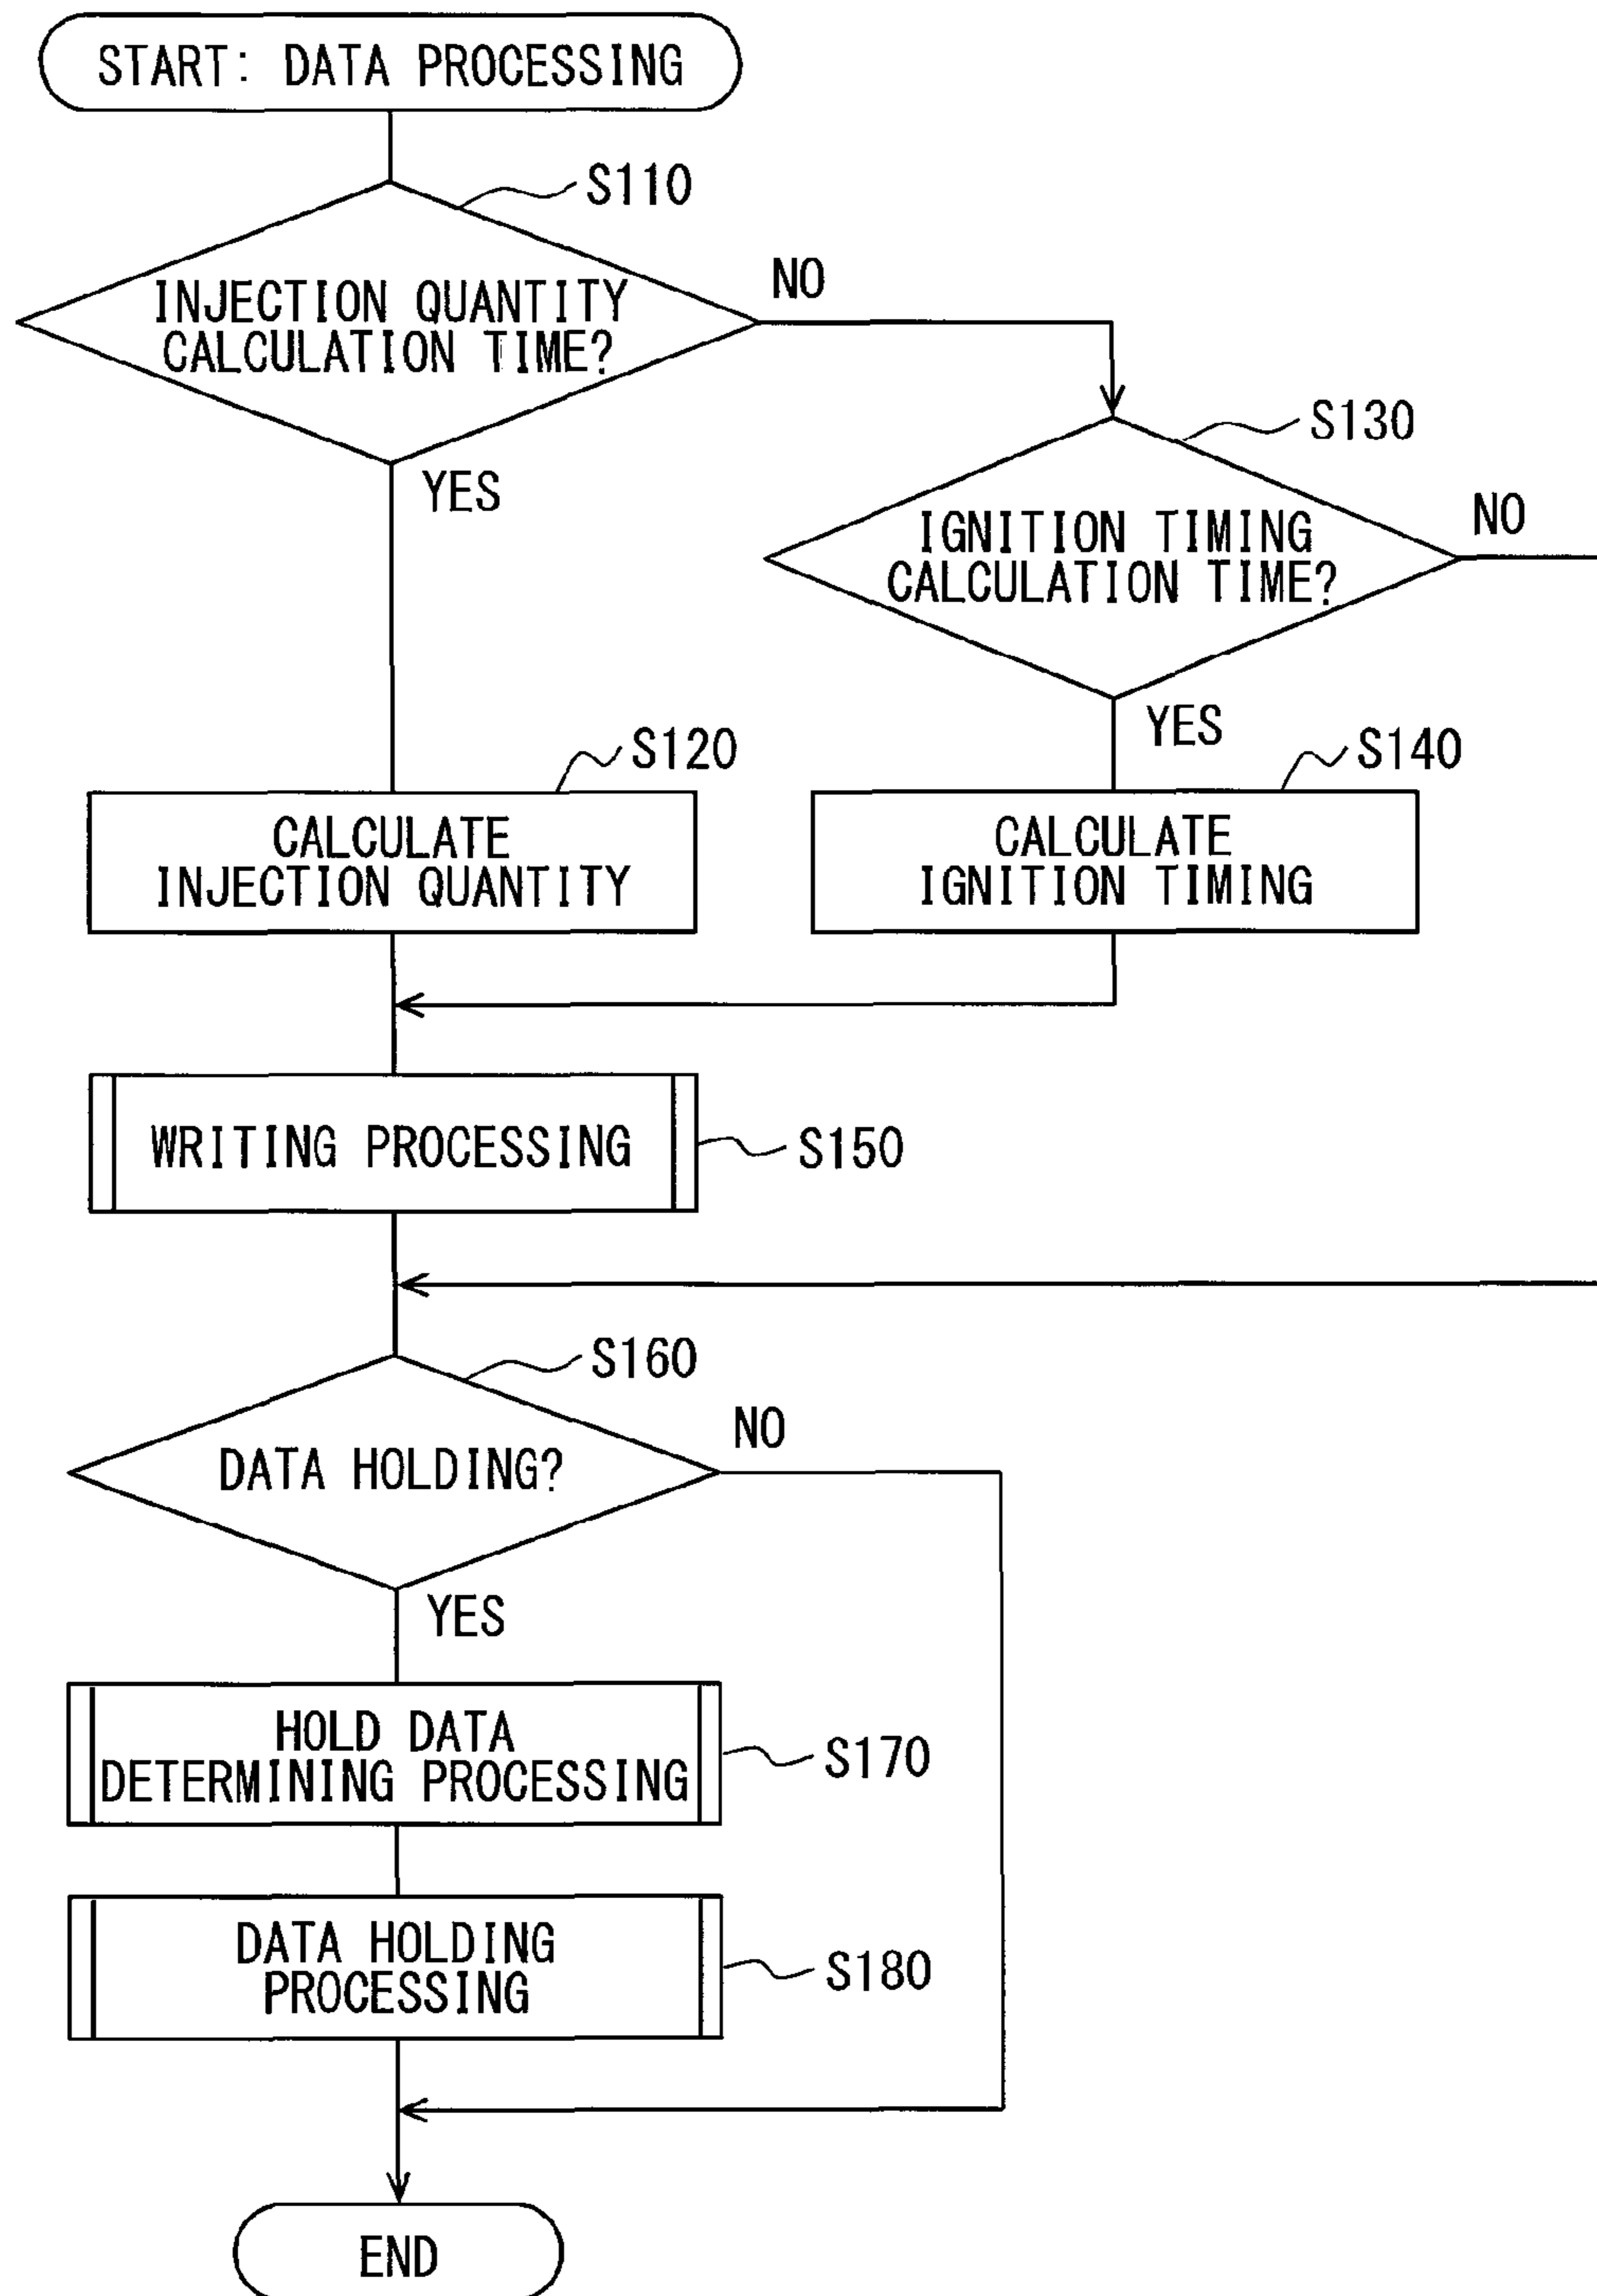 START: DATA PROCESSING
S110
INJECTION QUANTITY
CALCULATION TIME?
NO
YES
S130
IGNITION TIMING
CALCULATION TIME?
NO
YES
S120
CALCULATE
INJECTION QUANTITY
S140
CALCULATE
IGNITION TIMING
WRITING PROCESSING
S150
S160
DATA HOLDING?
NO
YES
HOLD DATA
DETERMINING PROCESSING
S170
DATA HOLDING
PROCESSING
S180
END